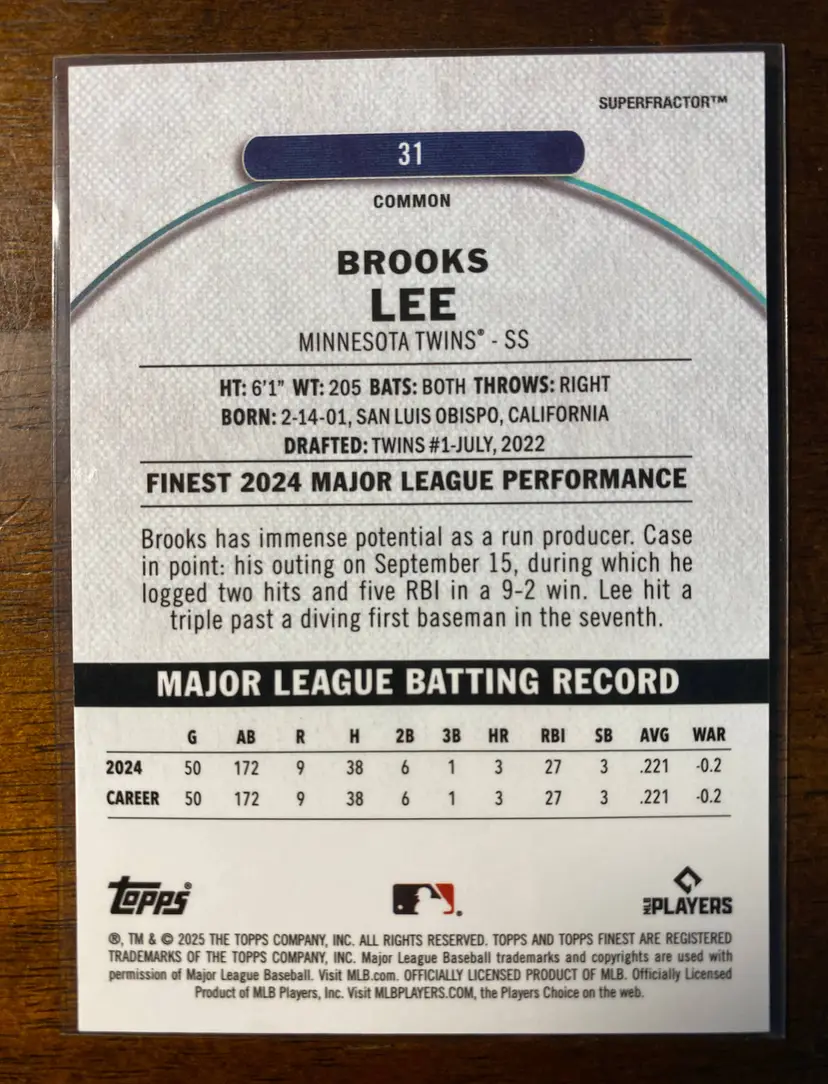 SUPERFRACTOR™
31
COMMON
BROOKS
LEE
MINNESOTA TWINS® - SS
HT: 6'1" WT: 205 BATS: BOTH THROWS: RIGHT
BORN: 2-14-01, SAN LUIS OBISPO, CALIFORNIA
DRAFTED: TWINS #1-JULY, 2022
FINEST 2024 MAJOR LEAGUE PERFORMANCE
Brooks has immense potential as a run producer. Case
in point: his outing on September 15, during which he
logged two hits and five RBI in a 9-2 win. Lee hit a
triple past a diving first baseman in the seventh.
MAJOR LEAGUE BATTING RECORD
G AB R H 2B 3B HR RBI SB AVG WAR
2024 50 172 9 38 6 1 3 27 3 .221 -0.2
CAREER 50 172 9 38 6 1 3 27 3 .221 -0.2
Topps®
MLB PLAYERS
®, TM & © 2025 THE TOPPS COMPANY, INC. ALL RIGHTS RESERVED. TOPPS AND TOPPS FINEST ARE REGISTERED
TRADEMARKS OF THE TOPPS COMPANY, INC. Major League Baseball trademarks and copyrights are used with
permission of Major League Baseball. Visit MLB.com. OFFICIALLY LICENSED PRODUCT OF MLB. Officially Licensed
Product of MLB Players, Inc. Visit MLBPLAYERS.COM, the Players Choice on the web.